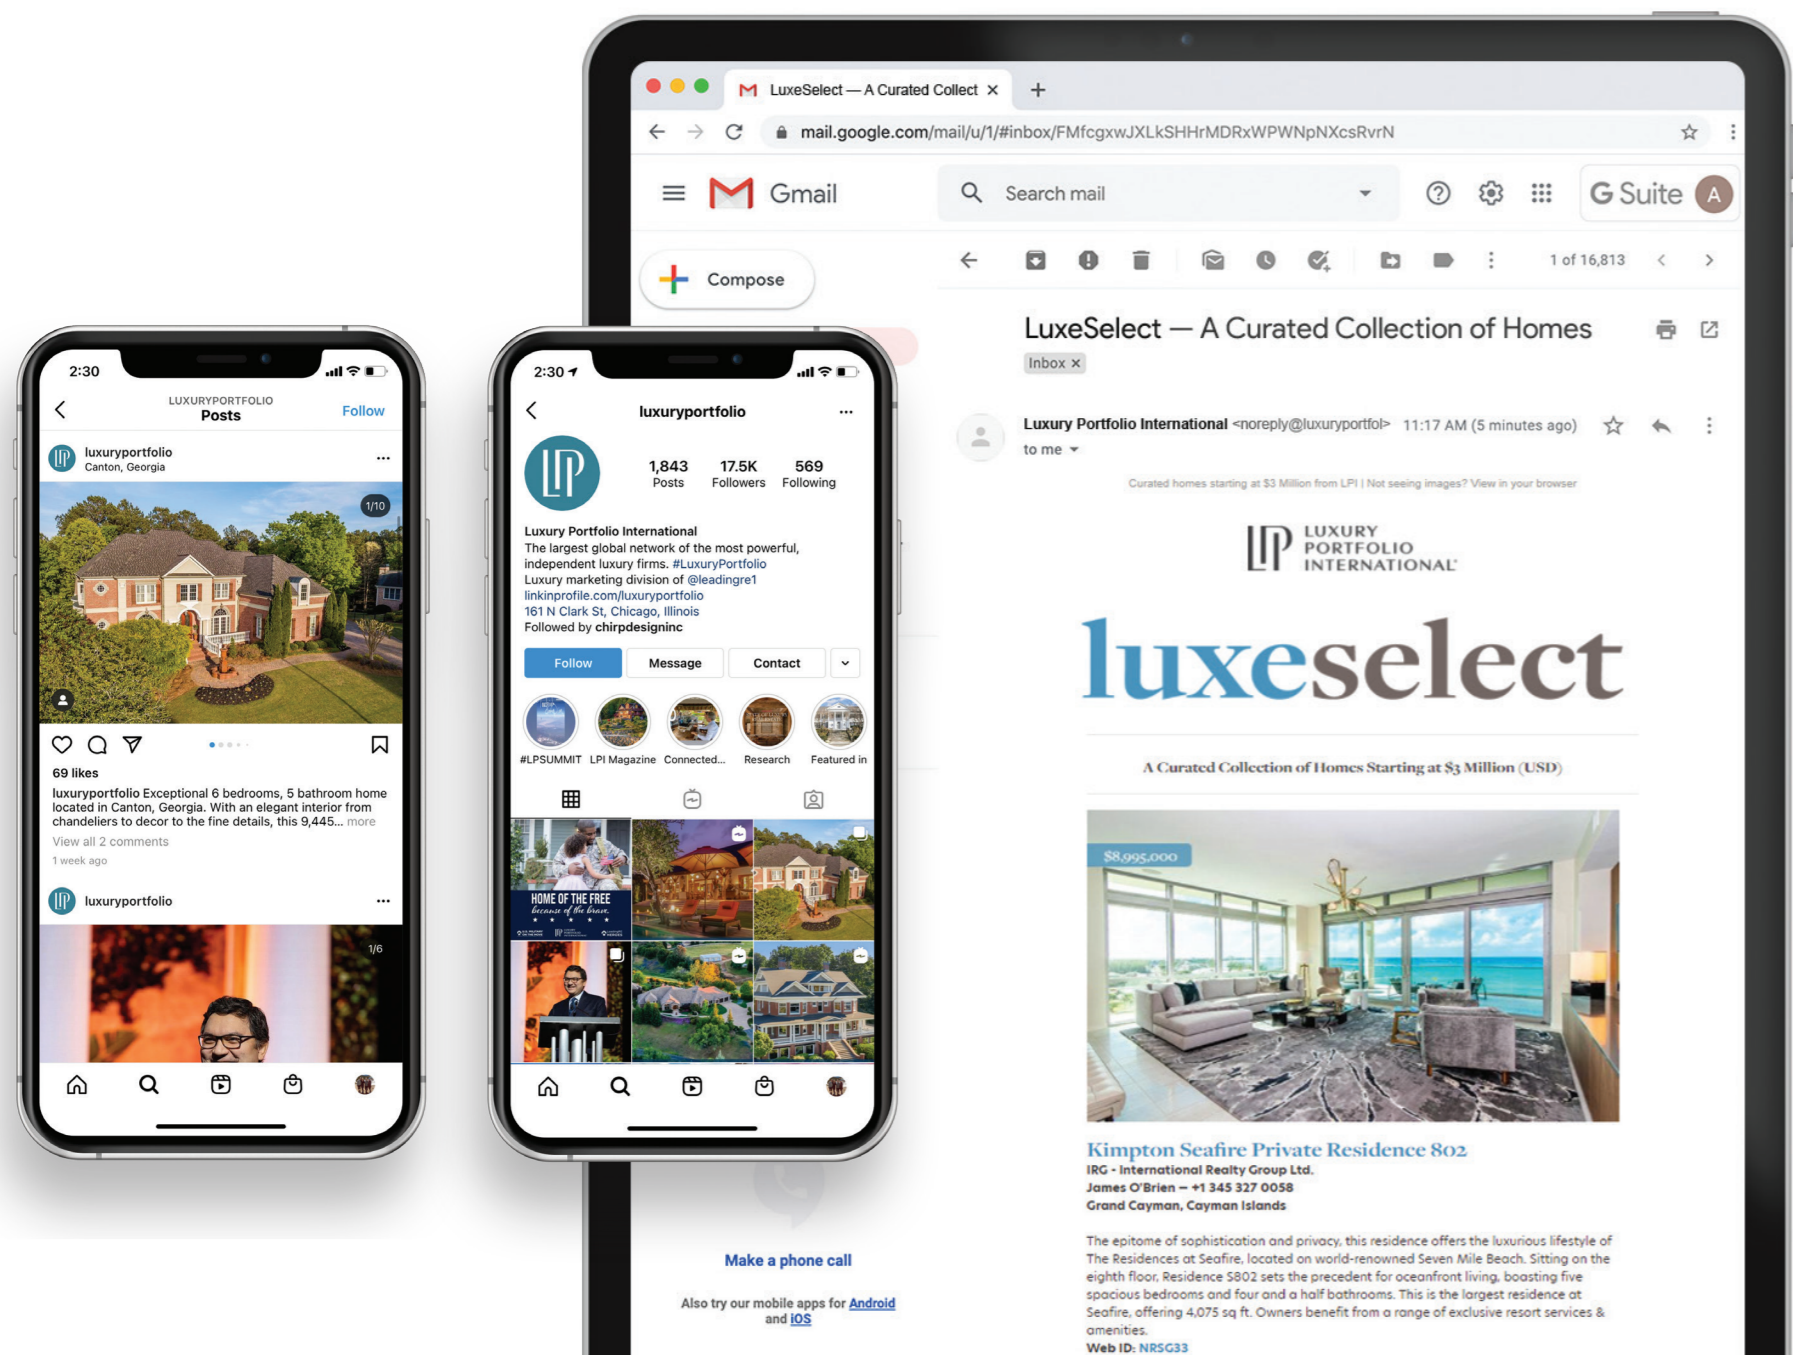 2:30
LUXURYPORTFOLIO
Posts
Follow
luxuryportfolio
Canton, Georgia
1/10
69 likes
luxuryportfolio Exceptional 6 bedrooms, 5 bathroom home
located in Canton, Georgia. With an elegant interior from
chandeliers to decor to the fine details, this 9,445... more
View all 2 comments
1 week ago
luxuryportfolio
1/6
2:30
luxuryportfolio
1,843 17.5K 569
Posts Followers Following
Luxury Portfolio International
The largest global network of the most powerful,
independent luxury firms. #LuxuryPortfolio
Luxury marketing division of @leadingre1
linkinprofile.com/luxuryportfolio
161 N Clark St, Chicago, Illinois
Followed by chirpdesigninc
Follow Message Contact
#LPSUMMIT LPI Magazine Connected... Research Featured in
HOME OF THE FREE
because of the brave.
LuxeSelect — A Curated Collect
mail.google.com/mail/u/1/#inbox/FMfcgxwJXLkSHHrMDRxWPWNpNXcsRvrN
Gmail
Search mail
G Suite A
Compose
1 of 16,813
LuxeSelect — A Curated Collection of Homes
Inbox x
Luxury Portfolio International <noreply@luxuryportfol> 11:17 AM (5 minutes ago)
to me
Curated homes starting at $3 Million from LPI | Not seeing images? View in your browser
LUXURY
PORTFOLIO
INTERNATIONAL
luxeselect
A Curated Collection of Homes Starting at $3 Million (USD)
$8,995,000
Kimpton Seafire Private Residence 802
IRG - International Realty Group Ltd.
James O'Brien — +1 345 327 0058
Grand Cayman, Cayman Islands
The epitome of sophistication and privacy, this residence offers the luxurious lifestyle of
The Residences at Seafire, located on world-renowned Seven Mile Beach. Sitting on the
eighth floor, Residence S802 sets the precedent for oceanfront living, boasting five
spacious bedrooms and four and a half bathrooms. This is the largest residence at
Seafire, offering 4,075 sq ft. Owners benefit from a range of exclusive resort services &
amenities.
Web ID: NRSG33
Make a phone call
Also try our mobile apps for Android
and iOS